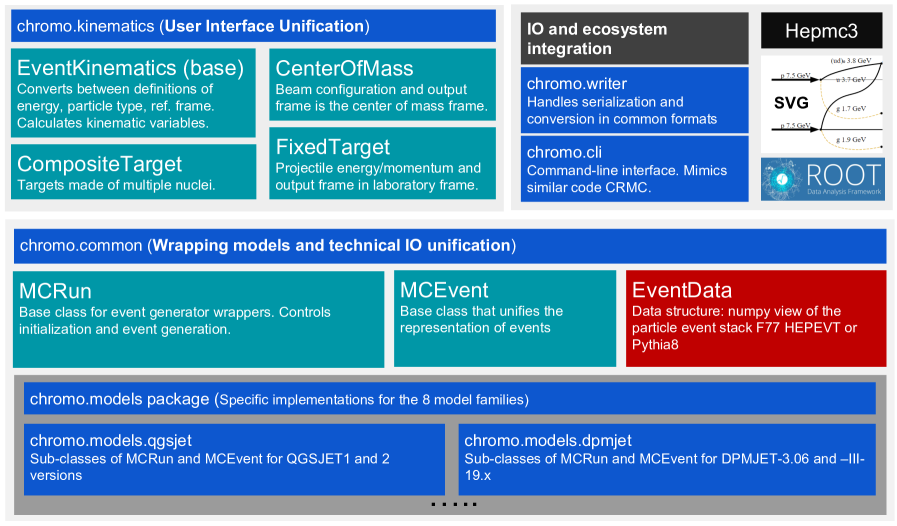 chromo.kinematics (User Interface Unification)
EventKinematics (base)
Converts between definitions of
energy, particle type, ref. frame.
Calculates kinematic variables.
CompositeTarget
Targets made of multiple nuclei.
CenterOfMass
Beam configuration and output
frame is the center of mass frame.
FixedTarget
Projectile energy/momentum and
output frame in laboratory frame.
IO and ecosystem
integration
chromo.writer
Handles serialization and
conversion in common formats
chromo.cli
Command-line interface. Mimics
similar code CRMC.
Hepmc3
(ud)₀ 3.8 GeV
p 7.5 GeV
u 3.7 GeV
SVG
g 1.7 GeV
p 7.5 GeV
g 1.9 GeV
ROOT
Data Analysis Framework
chromo.common (Wrapping models and technical IO unification)
MCRun
Base class for event generator wrappers. Controls
initialization and event generation.
MCEvent
Base class that unifies the
representation of events
EventData
Data structure: numpy view of the
particle event stack F77 HEPEVT or
Pythia8
chromo.models package (Specific implementations for the 8 model families)
chromo.models.qgsjet
Sub-classes of MCRun and MCEvent for QGSJET1 and 2
versions
chromo.models.dpmjet
Sub-classes of MCRun and MCEvent for DPMJET-3.06 and –III-
19.x
. . . . .